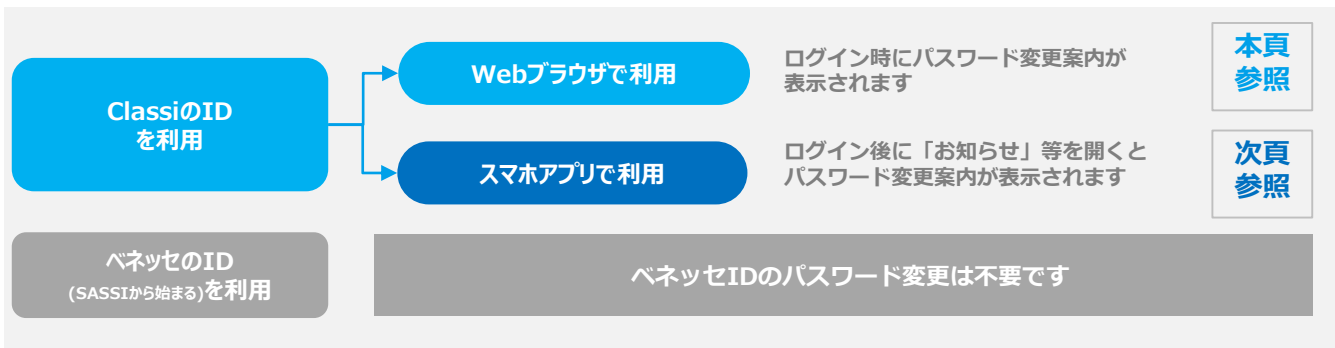 ClassiのID
を利用
Webブラウザで利用
ログイン時にパスワード変更案内が
表示されます
本頁
参照
スマホアプリで利用
ログイン後に「お知らせ」等を開くと
パスワード変更案内が表示されます
次頁
参照
ベネッセのID
(SASSIから始まる)を利用
ベネッセIDのパスワード変更は不要です